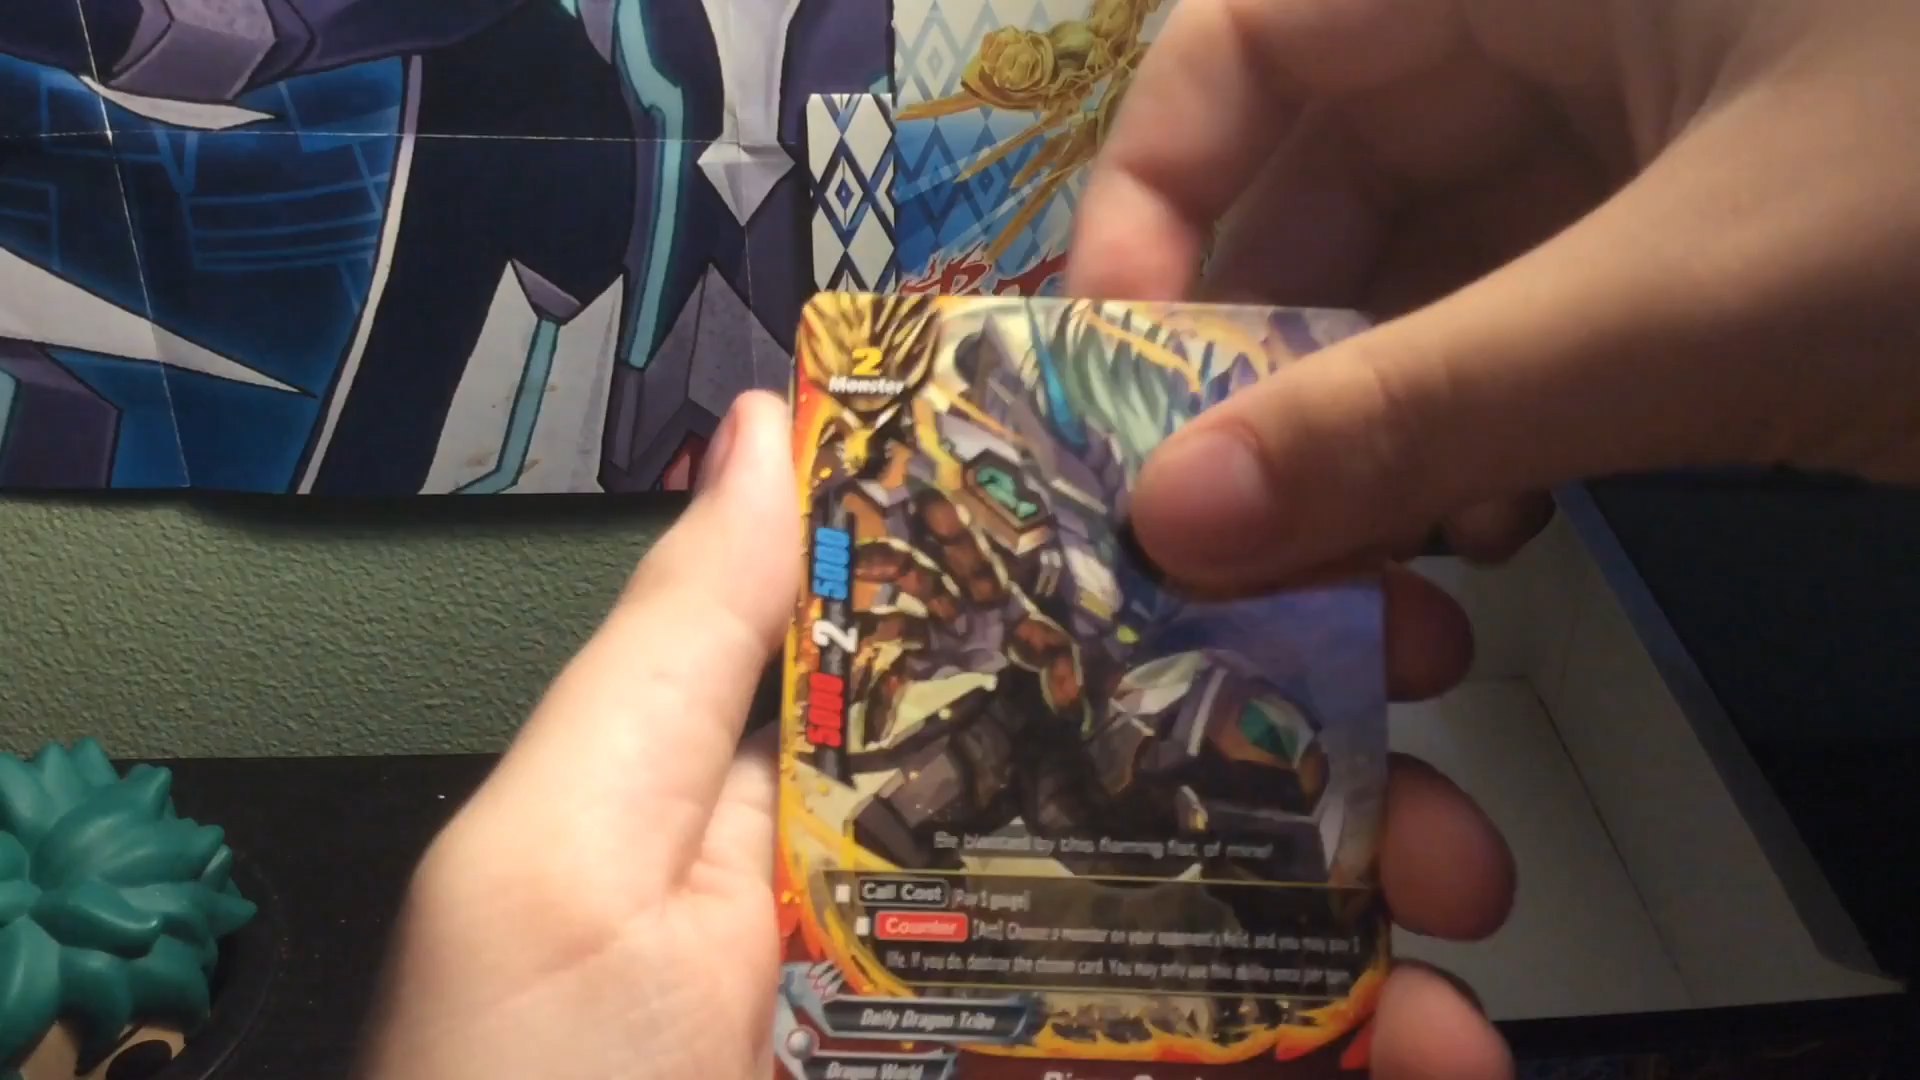 2
Monster
5000
2
5000
Be blasted by this flaming fist of mine!
Call Cost [Pay 1 gauge]
Counter [Act] Choose a monster on your opponent's field, and you may pay 1
life. If you do, destroy the chosen card. You may only use this ability once per turn.
Deity Dragon Tribe
Dragon World